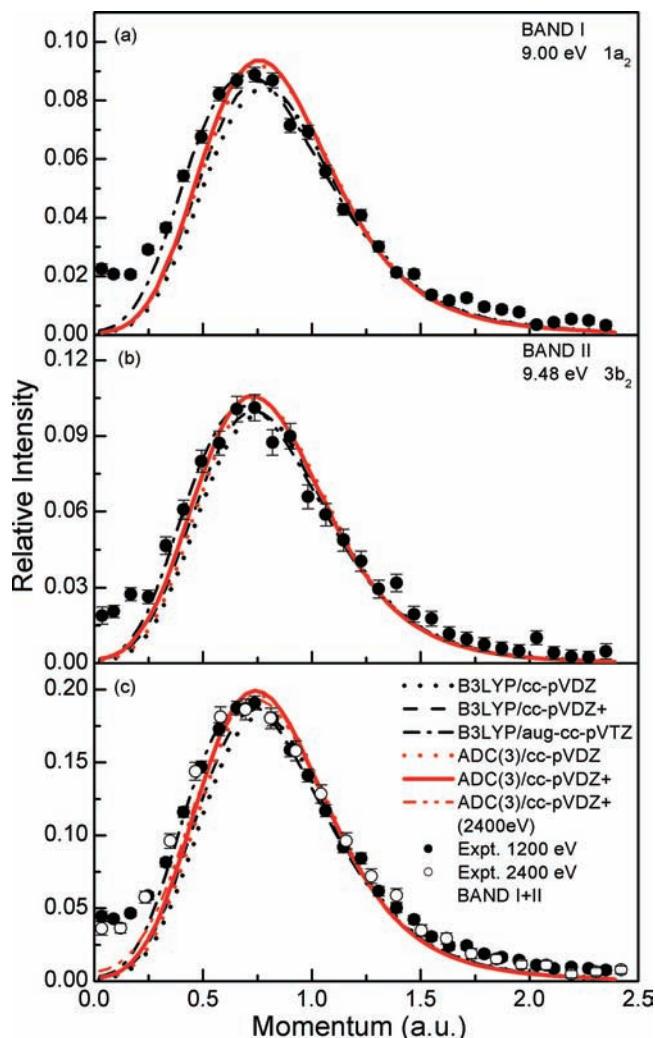 (a)
BAND I
9.00 eV 1a₂
0.10
0.08
0.06
0.04
0.02
0.00
(b)
BAND II
9.48 eV 3b₂
0.12
0.09
0.06
0.03
0.00
Relative Intensity
(c)
0.20
0.15
0.10
0.05
0.00
B3LYP/cc-pVDZ
B3LYP/cc-pVDZ+
B3LYP/aug-cc-pVTZ
ADC(3)/cc-pVDZ
ADC(3)/cc-pVDZ+
ADC(3)/cc-pVDZ+
(2400eV)
Expt. 1200 eV
Expt. 2400 eV
BAND I+II
0.0 0.5 1.0 1.5 2.0 2.5
Momentum (a.u.)